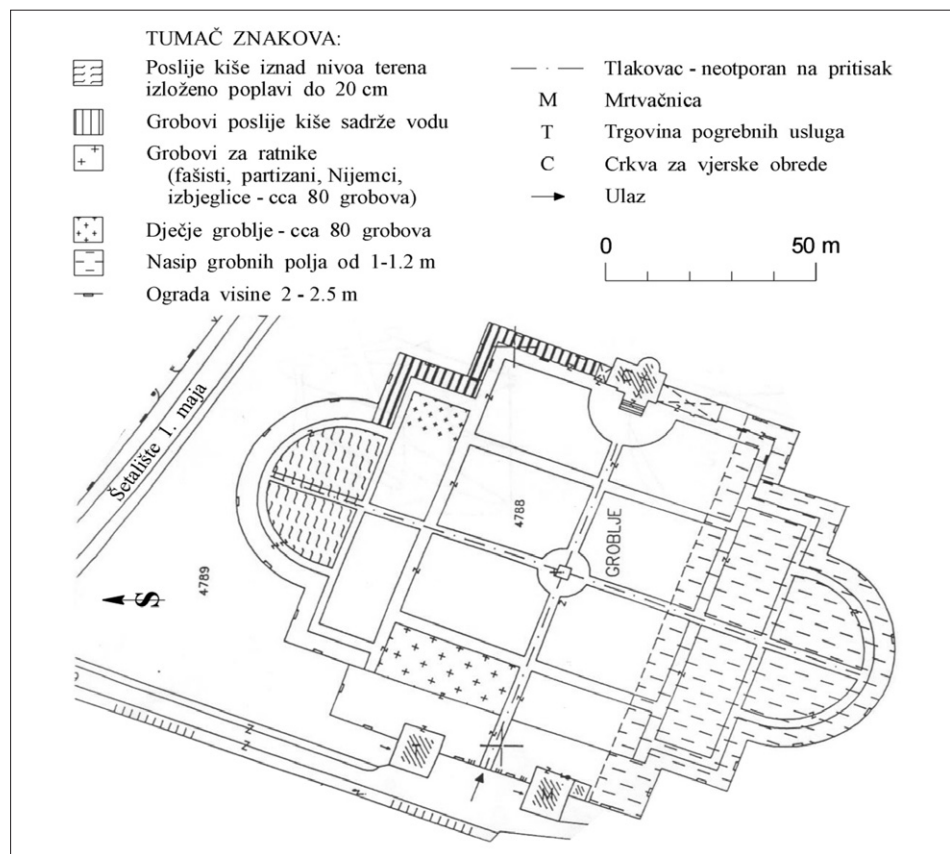 TUMAČ ZNAKOVA:
Poslije kiše iznad nivoa terena
izloženo poplavi do 20 cm
Grobovi poslije kiše sadrže vodu
Grobovi za ratnike
(fašisti, partizani, Nijemci,
izbjeglice - cca 80 grobova)
Dječje groblje - cca 80 grobova
Nasip grobnih polja od 1-1.2 m
Ograda visine 2 - 2.5 m
Tlakovac - neotporan na pritisak
M Mrtvačnica
T Trgovina pogrebnih usluga
C Crkva za vjerske obrede
Ulaz
0 50 m
Šetalište 1. maja
4788
GROBLJE
4789
S